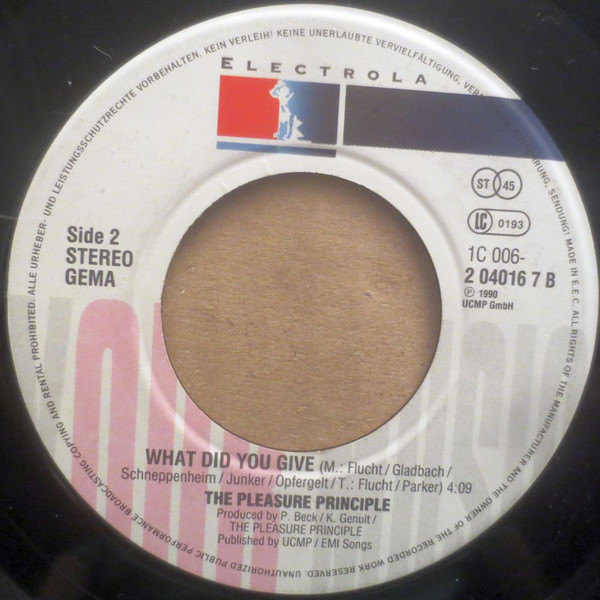 ELECTROLA
ST 45
LC 0193
Side 2
STEREO
GEMA
1C 006-
2 04016 7 B
℗ 1990
UCMP GmbH
WHAT DID YOU GIVE (M.: Flucht / Gladbach /
Schneppenheim / Junker / Opfergelt / T.: Flucht / Parker) 4:09
THE PLEASURE PRINCIPLE
Produced by P. Beck / K. Genuit /
THE PLEASURE PRINCIPLE
Published by UCMP / EMI Songs
ALLE URHEBER- UND LEISTUNGSSCHUTZRECHTE VORBEHALTEN. KEIN VERLEIH! KEINE UNERLAUBTE VERVIELFÄLTIGUNG, SENDUNG! MADE IN E.E.C. ALL RIGHTS OF THE MANUFACTURER AND OF THE OWNER OF THE RECORDED WORK RESERVED. UNAUTHORIZED PUBLIC PERFORMANCE BROADCASTING COPYING AND RENTAL PROHIBITED.